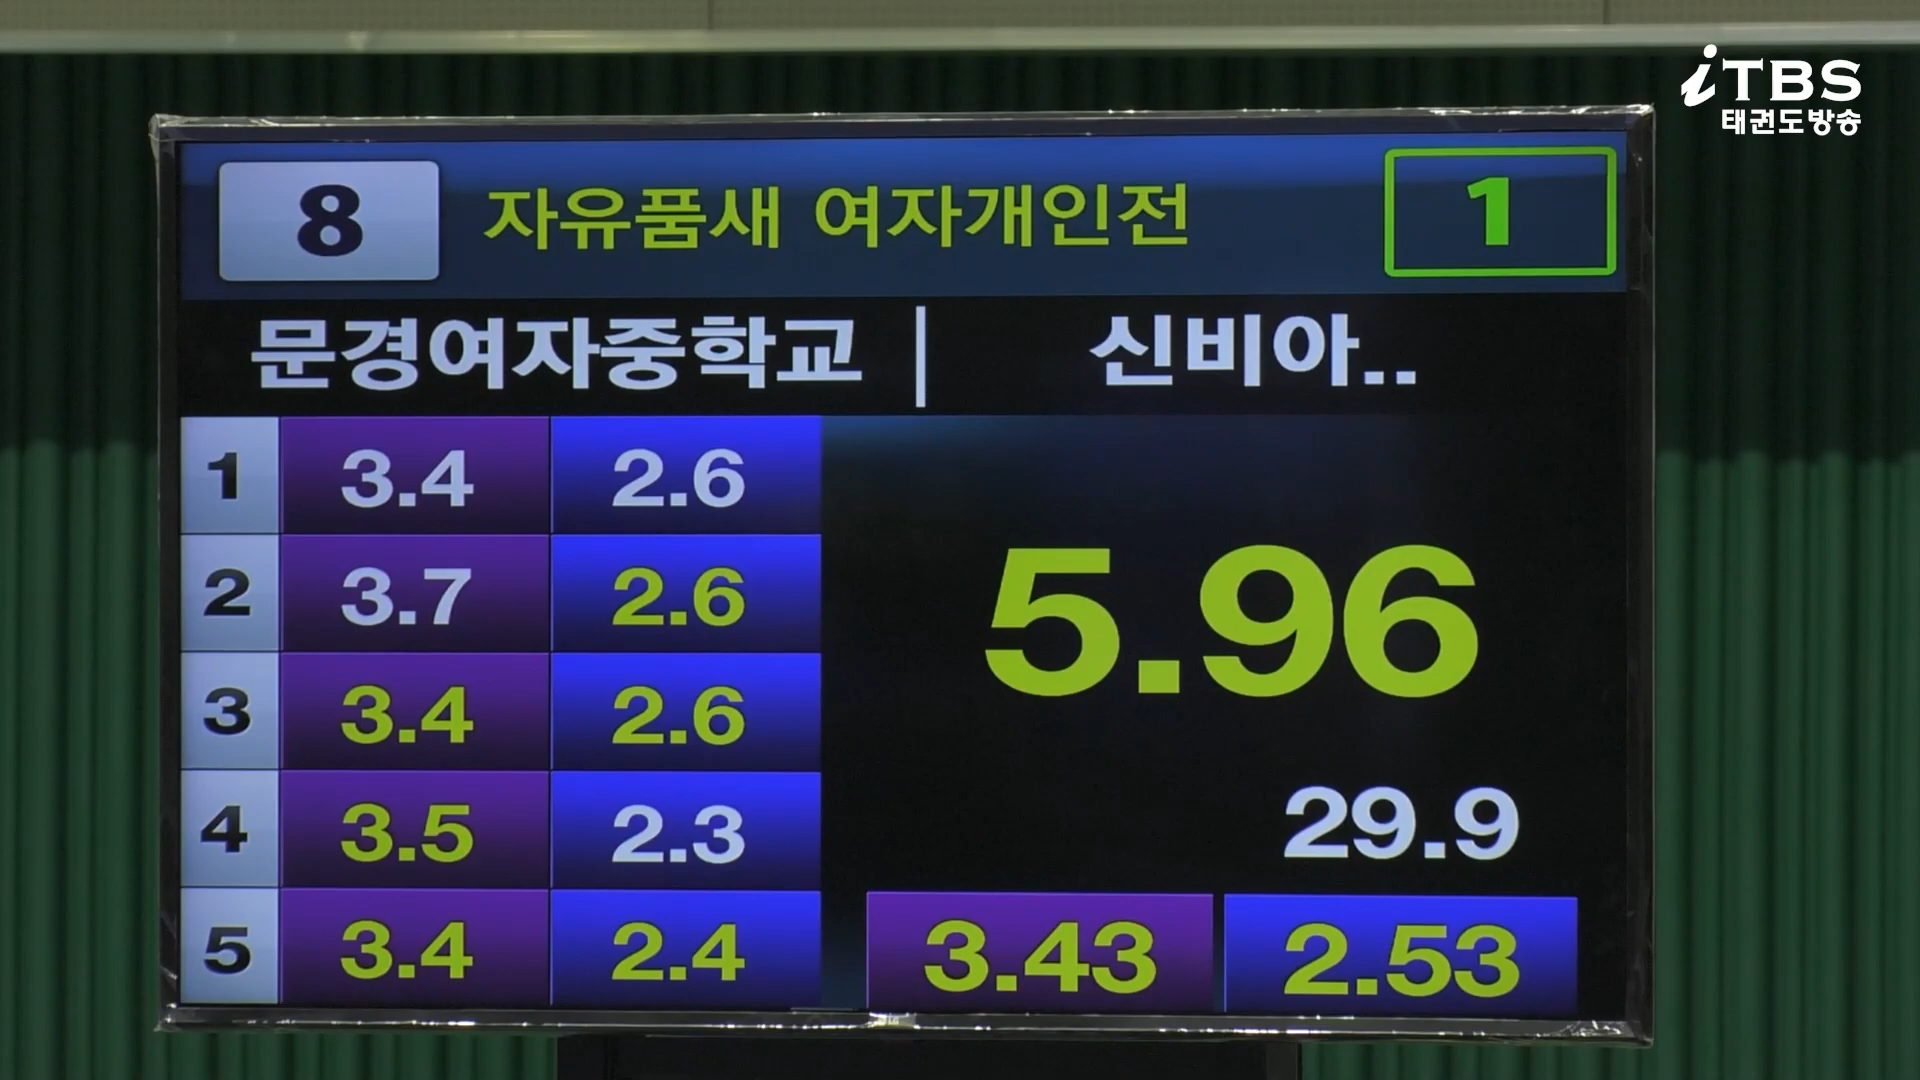 iTBS
태권도방송
8 자유품새 여자개인전 1
문경여자중학교 | 신비아..
1 3.4 2.6
2 3.7 2.6
3 3.4 2.6
4 3.5 2.3
5 3.4 2.4
5.96
29.9
3.43 2.53